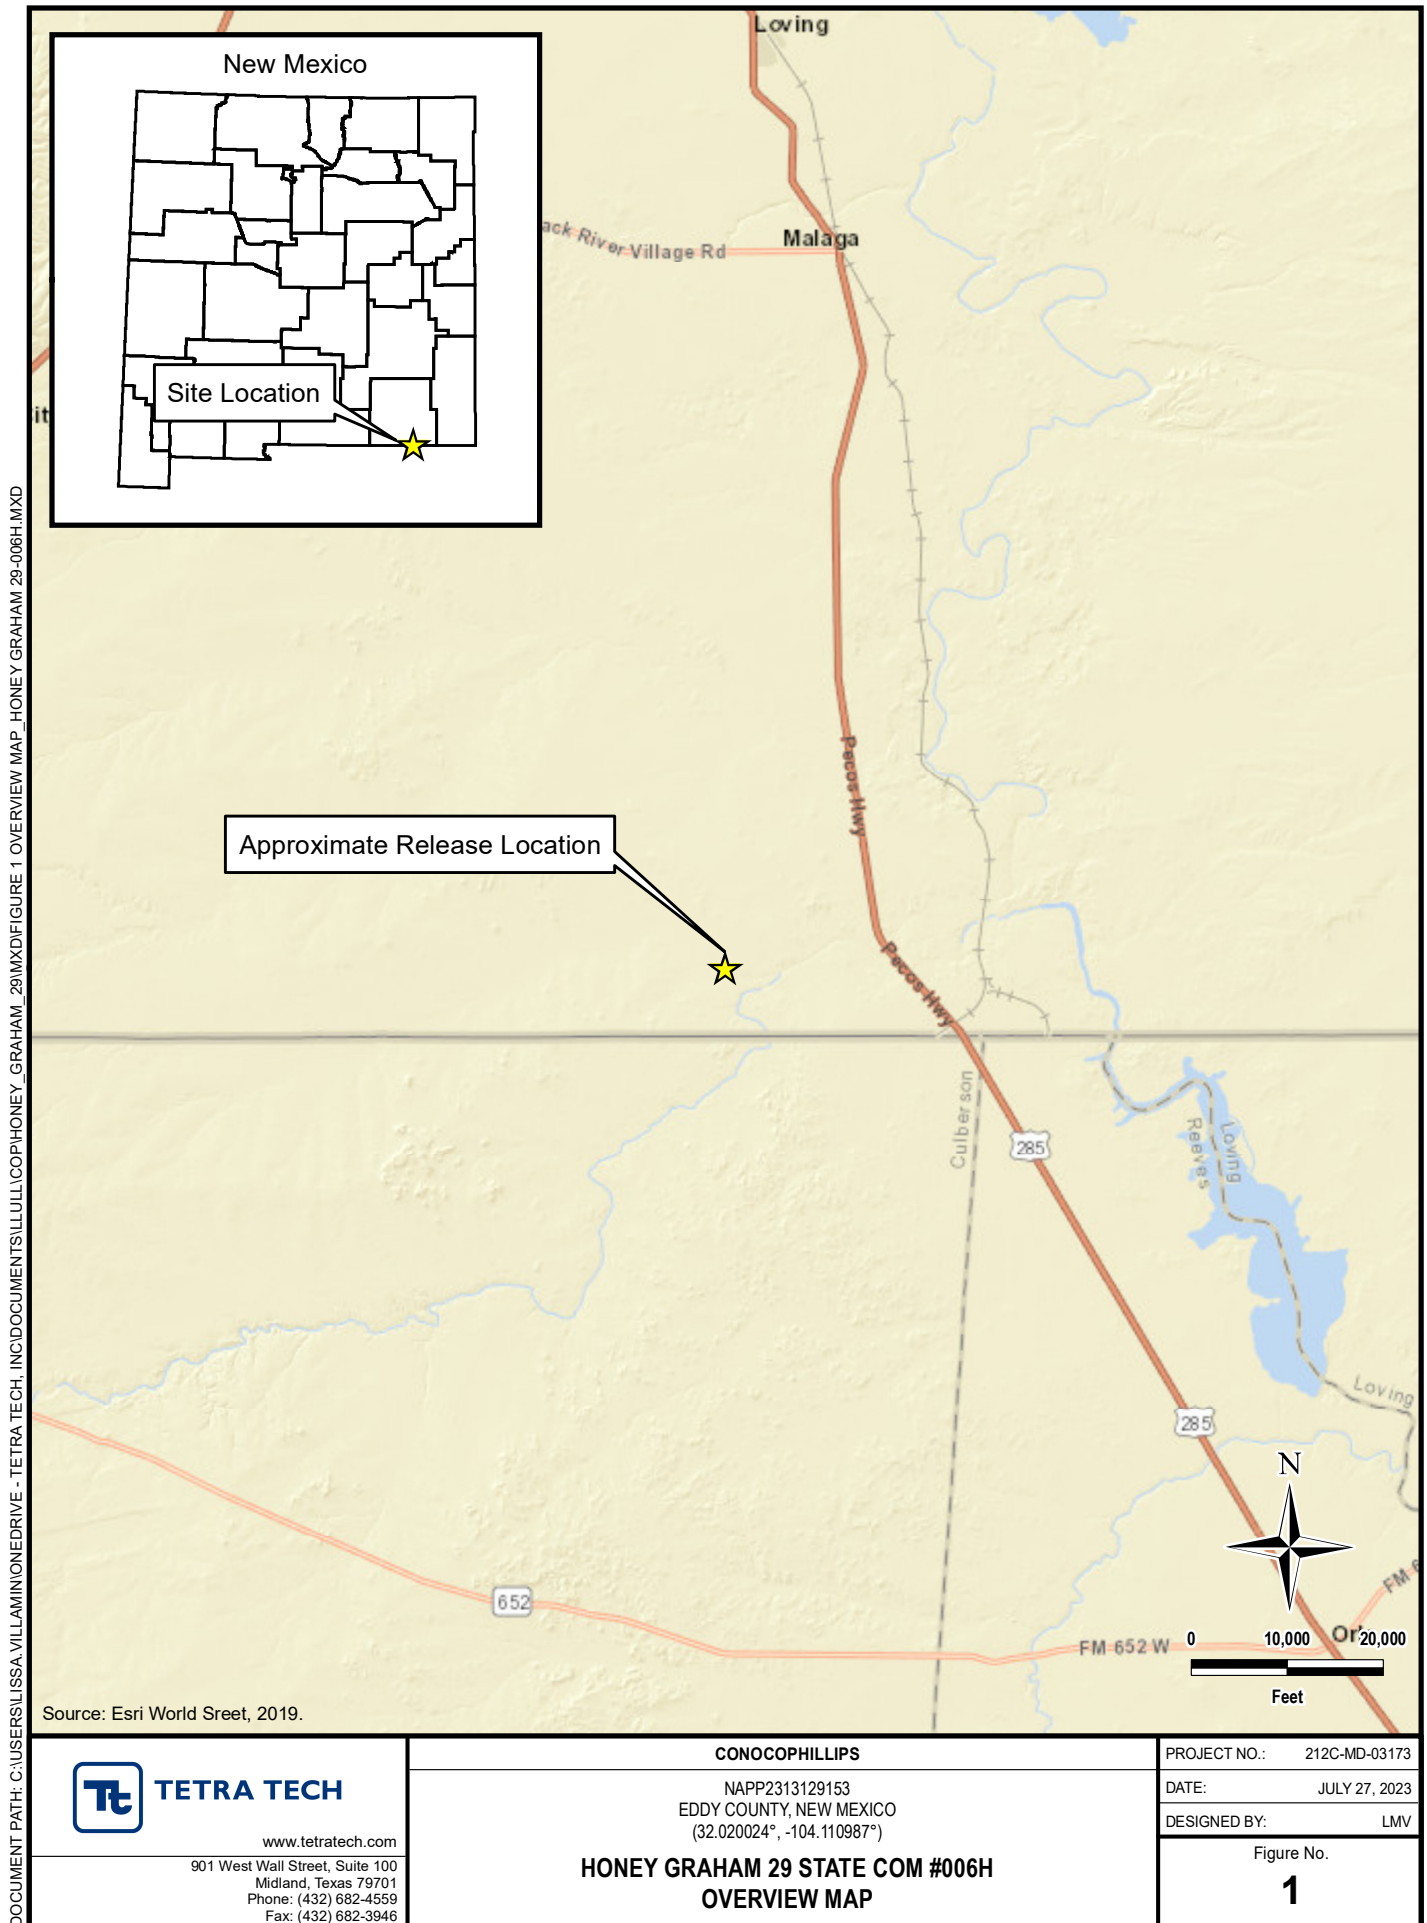 Loving
New Mexico
Site Location
ack River Village Rd
Malaga
it
Pecos Hwy
Approximate Release Location
Pecos Hwy
Culberson
285
Reeves
Loving
Loving
285
N
652
FM 652 W
FM 6
Or
0 10,000 20,000
Feet
Source: Esri World Sreet, 2019.
DOCUMENT PATH: C:\USERS\LISSA.VILLAMIN\ONEDRIVE - TETRA TECH, INC\DOCUMENTS\LLULL\COP\HONEY_GRAHAM_29\MXD\FIGURE 1 OVERVIEW MAP_HONEY GRAHAM 29-006H.MXD
Tt TETRA TECH
www.tetratech.com
901 West Wall Street, Suite 100
Midland, Texas 79701
Phone: (432) 682-4559
Fax: (432) 682-3946
CONOCOPHILLIPS
NAPP2313129153
EDDY COUNTY, NEW MEXICO
(32.020024°, -104.110987°)
HONEY GRAHAM 29 STATE COM #006H
OVERVIEW MAP
PROJECT NO.: 212C-MD-03173
DATE: JULY 27, 2023
DESIGNED BY: LMV
Figure No.
1